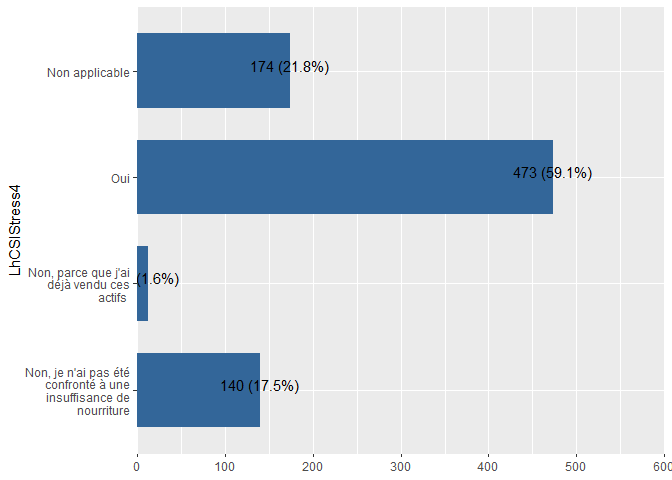 LhCSIStress4
Non applicable
174 (21.8%)
Oui
473 (59.1%)
Non, parce que j'ai
déjà vendu ces
actifs
(1.6%)
Non, je n'ai pas été
confronté à une
insuffisance de
nourriture
140 (17.5%)
0 100 200 300 400 500 600